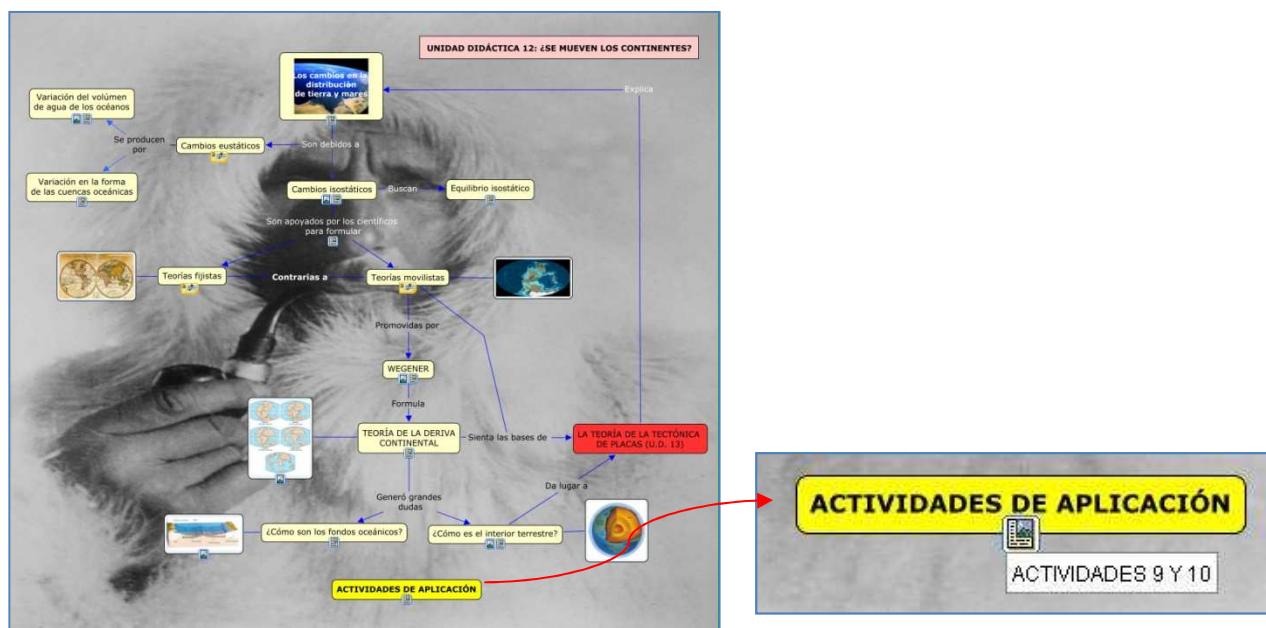 UNIDAD DIDÁCTICA 12: ¿SE MUEVEN LOS CONTINENTES?
Los cambios en la
distribución
de tierra y mares
Explica
Variación del volúmen
de agua de los océanos
Se producen
por
Cambios eustáticos
Son debidos a
Variación en la forma
de las cuencas oceánicas
Cambios isostáticos
Buscan
Equilibrio isostático
Son apoyados por los científicos
para formular
Teorías fijistas
Contrarias a
Teorías movilistas
Promovidas por
WEGENER
Formula
TEORÍA DE LA DERIVA
CONTINENTAL
Sienta las bases de
LA TEORÍA DE LA TECTÓNICA
DE PLACAS (U.D. 13)
Generó grandes
dudas
Da lugar a
¿Cómo son los fondos oceánicos?
¿Cómo es el interior terrestre?
ACTIVIDADES DE APLICACIÓN
ACTIVIDADES DE APLICACIÓN
ACTIVIDADES 9 Y 10